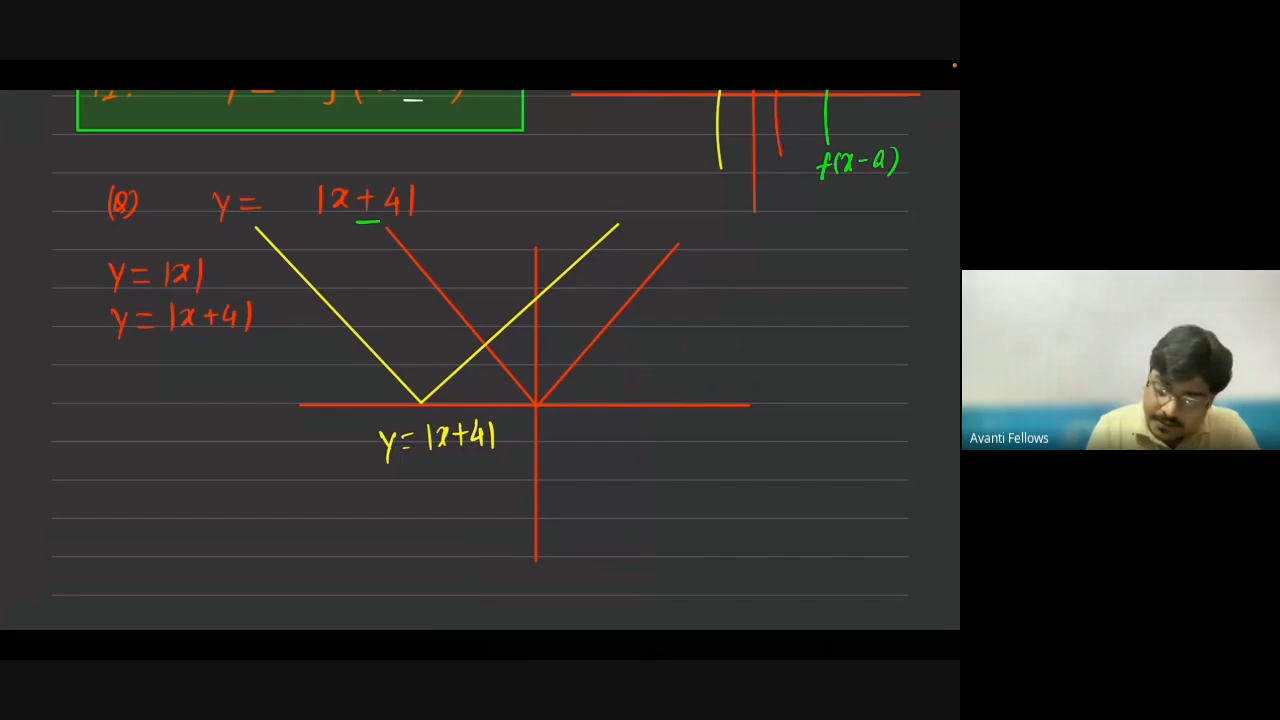 f(x-a)
(Q) y = |x+4|
y = |x|
y = |x+4|
y = |x+4|
Avanti Fellows